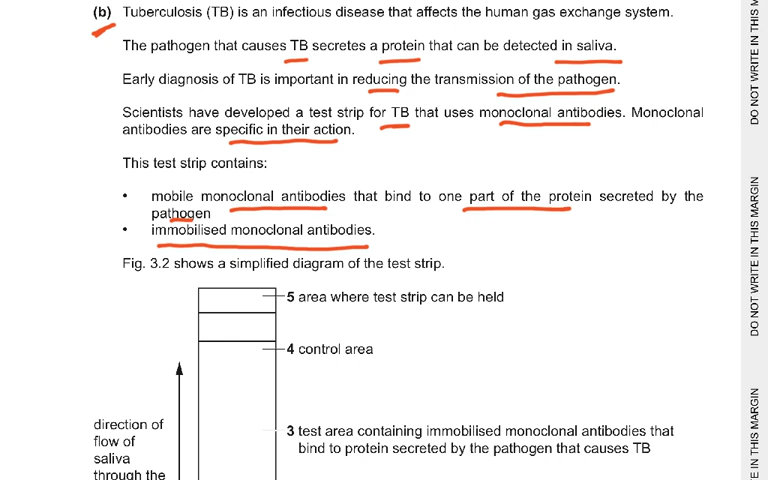 (b) Tuberculosis (TB) is an infectious disease that affects the human gas exchange system.
The pathogen that causes TB secretes a protein that can be detected in saliva.
Early diagnosis of TB is important in reducing the transmission of the pathogen.
Scientists have developed a test strip for TB that uses monoclonal antibodies. Monoclonal
antibodies are specific in their action.
This test strip contains:
• mobile monoclonal antibodies that bind to one part of the protein secreted by the
pathogen
• immobilised monoclonal antibodies.
Fig. 3.2 shows a simplified diagram of the test strip.
5 area where test strip can be held
4 control area
3 test area containing immobilised monoclonal antibodies that
bind to protein secreted by the pathogen that causes TB
direction of
flow of
saliva
through the
DO NOT WRITE IN THIS M
DO NOT WRITE IN THIS MARGIN
E IN THIS MARGIN